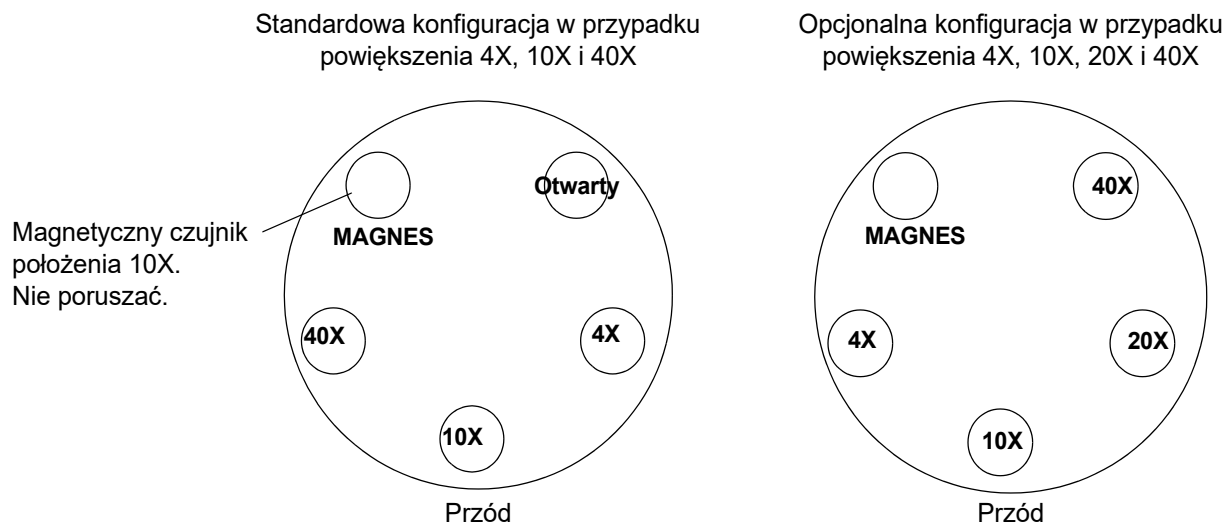 Standardowa konfiguracja w przypadku
powiększenia 4X, 10X i 40X
Magnetyczny czujnik
położenia 10X.
Nie poruszać.
MAGNES
Otwarty
40X
4X
10X
Przód
Opcjonalna konfiguracja w przypadku
powiększenia 4X, 10X, 20X i 40X
40X
MAGNES
4X
20X
10X
Przód